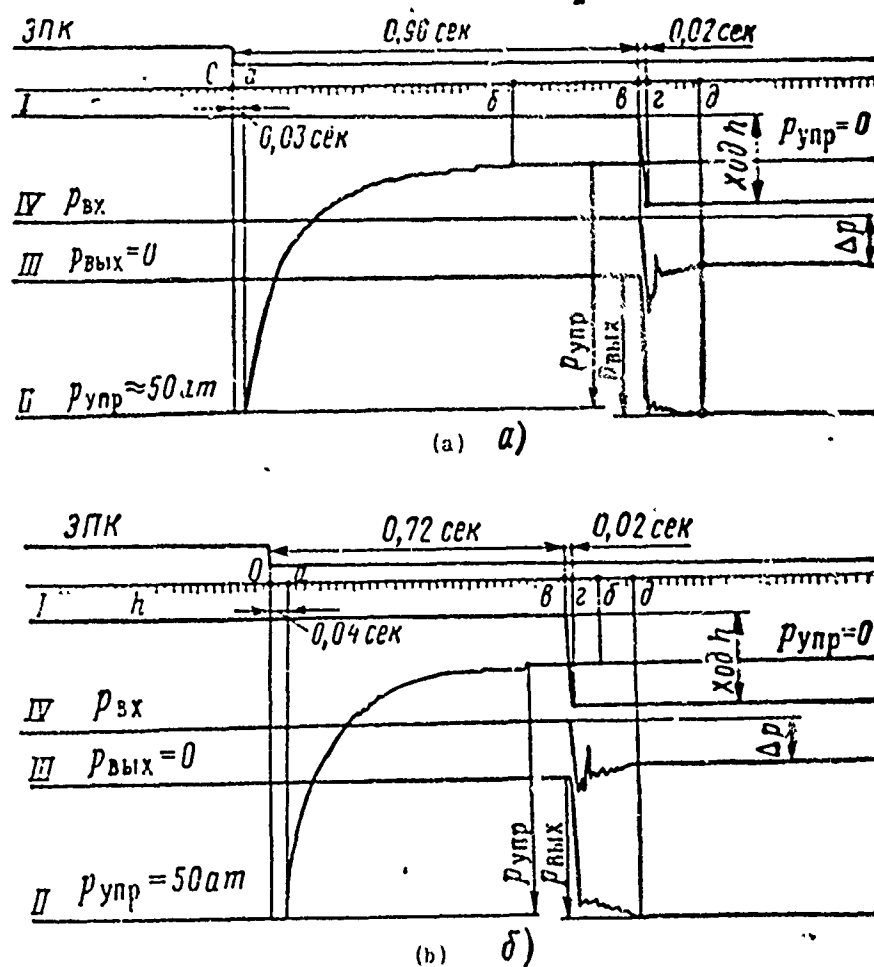 ЗПК
0,96 сек
0,02 сек
С а
б
в г д
I
0,03 сек
Pупр=0
ход h
IV Pвх
III Pвых=0
Δp
Pупр
Pвых
Pупр≈50 ат
(a) а)
ЗПК
0,72 сек
0,02 сек
0
в г б д
I h
0,04 сек
Pупр=0
ход h
IV Pвх
III Pвых=0
Δp
Pупр
Pвых
II Pупр=50 ат
(b) б)